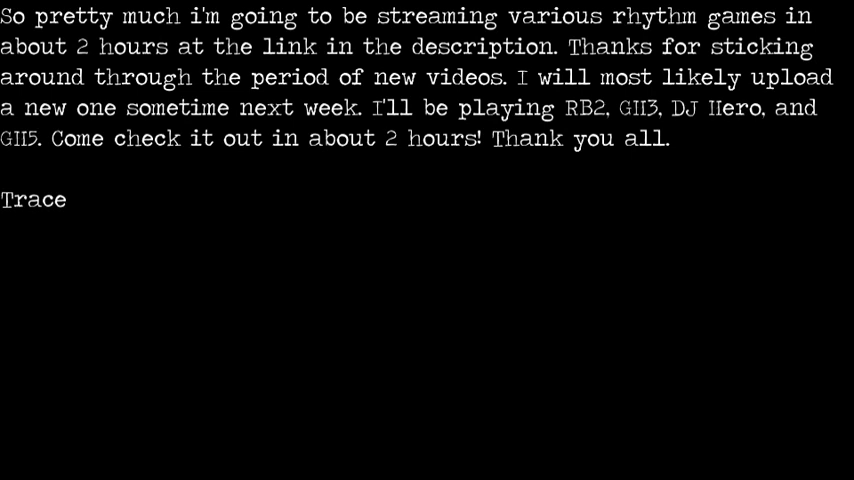 So pretty much i'm going to be streaming various rhythm games in
about 2 hours at the link in the description. Thanks for sticking
around through the period of new videos. I will most likely upload
a new one sometime next week. I'll be playing RB2, GH3, DJ Hero, and
GH5. Come check it out in about 2 hours! Thank you all.
Trace